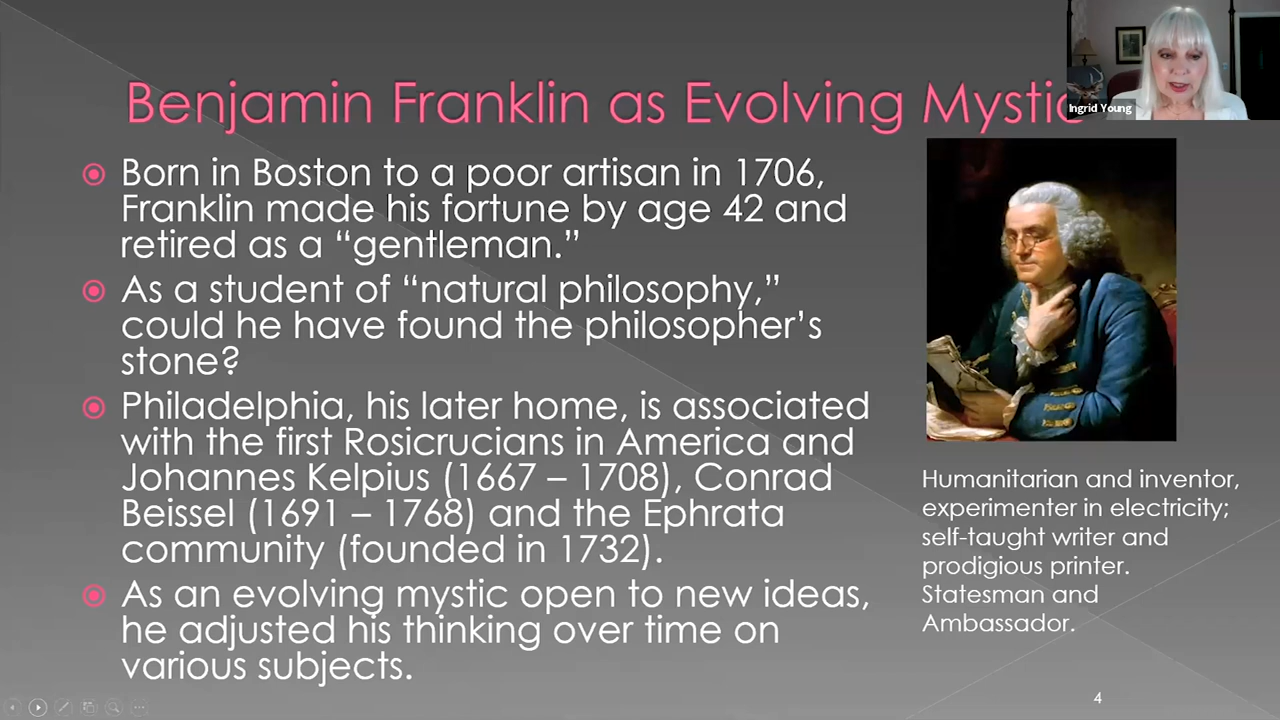 Benjamin Franklin as Evolving Mystic
Ingrid Young
Born in Boston to a poor artisan in 1706,
Franklin made his fortune by age 42 and
retired as a “gentleman.”
As a student of “natural philosophy,”
could he have found the philosopher’s
stone?
Philadelphia, his later home, is associated
with the first Rosicrucians in America and
Johannes Kelpius (1667 – 1708), Conrad
Beissel (1691 – 1768) and the Ephrata
community (founded in 1732).
As an evolving mystic open to new ideas,
he adjusted his thinking over time on
various subjects.
Humanitarian and inventor,
experimenter in electricity;
self-taught writer and
prodigious printer.
Statesman and
Ambassador.
4